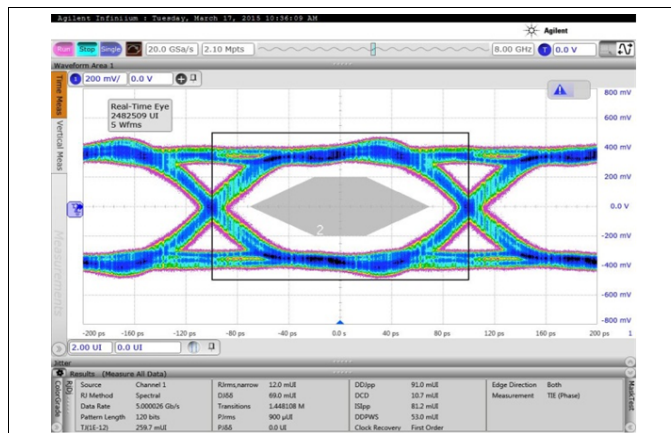 Agilent Infiniium : Tuesday, March 17, 2015 10:36:09 AM
Agilent
Run Stop Single 20.0 GSa/s 2.10 Mpts 8.00 GHz T 0.0 V
Waveform Area 1
1 200 mV/ 0.0 V
Time Meas
Vertical Meas
Measurements
Real-Time Eye
2482509 UI
5 Wfms
800 mV
600 mV
400 mV
200 mV
0.0 V
-200 mV
-400 mV
-600 mV
-800 mV
2
-200 ps -160 ps -120 ps -80 ps -40 ps 0.0 s 40 ps 80 ps 120 ps 160 ps 200 ps 1
2.00 UI 0.0 UI
Jitter
Results (Measure All Data)
ColorGrade
RJDJ
MaskTest
Source Channel 1 RJrms,narrow 12.0 mUI DDJpp 91.0 mUI Edge Direction Both
RJ Method Spectral DJδδ 69.0 mUI DCD 10.7 mUI Measurement TIE (Phase)
Data Rate 5.000026 Gb/s Transitions 1.448108 M ISIpp 81.2 mUI
Pattern Length 120 bits PJrms 900 μUI DDPWS 53.0 mUI
TJ(1E-12) 259.7 mUI PJδδ 0.0 UI Clock Recovery First Order